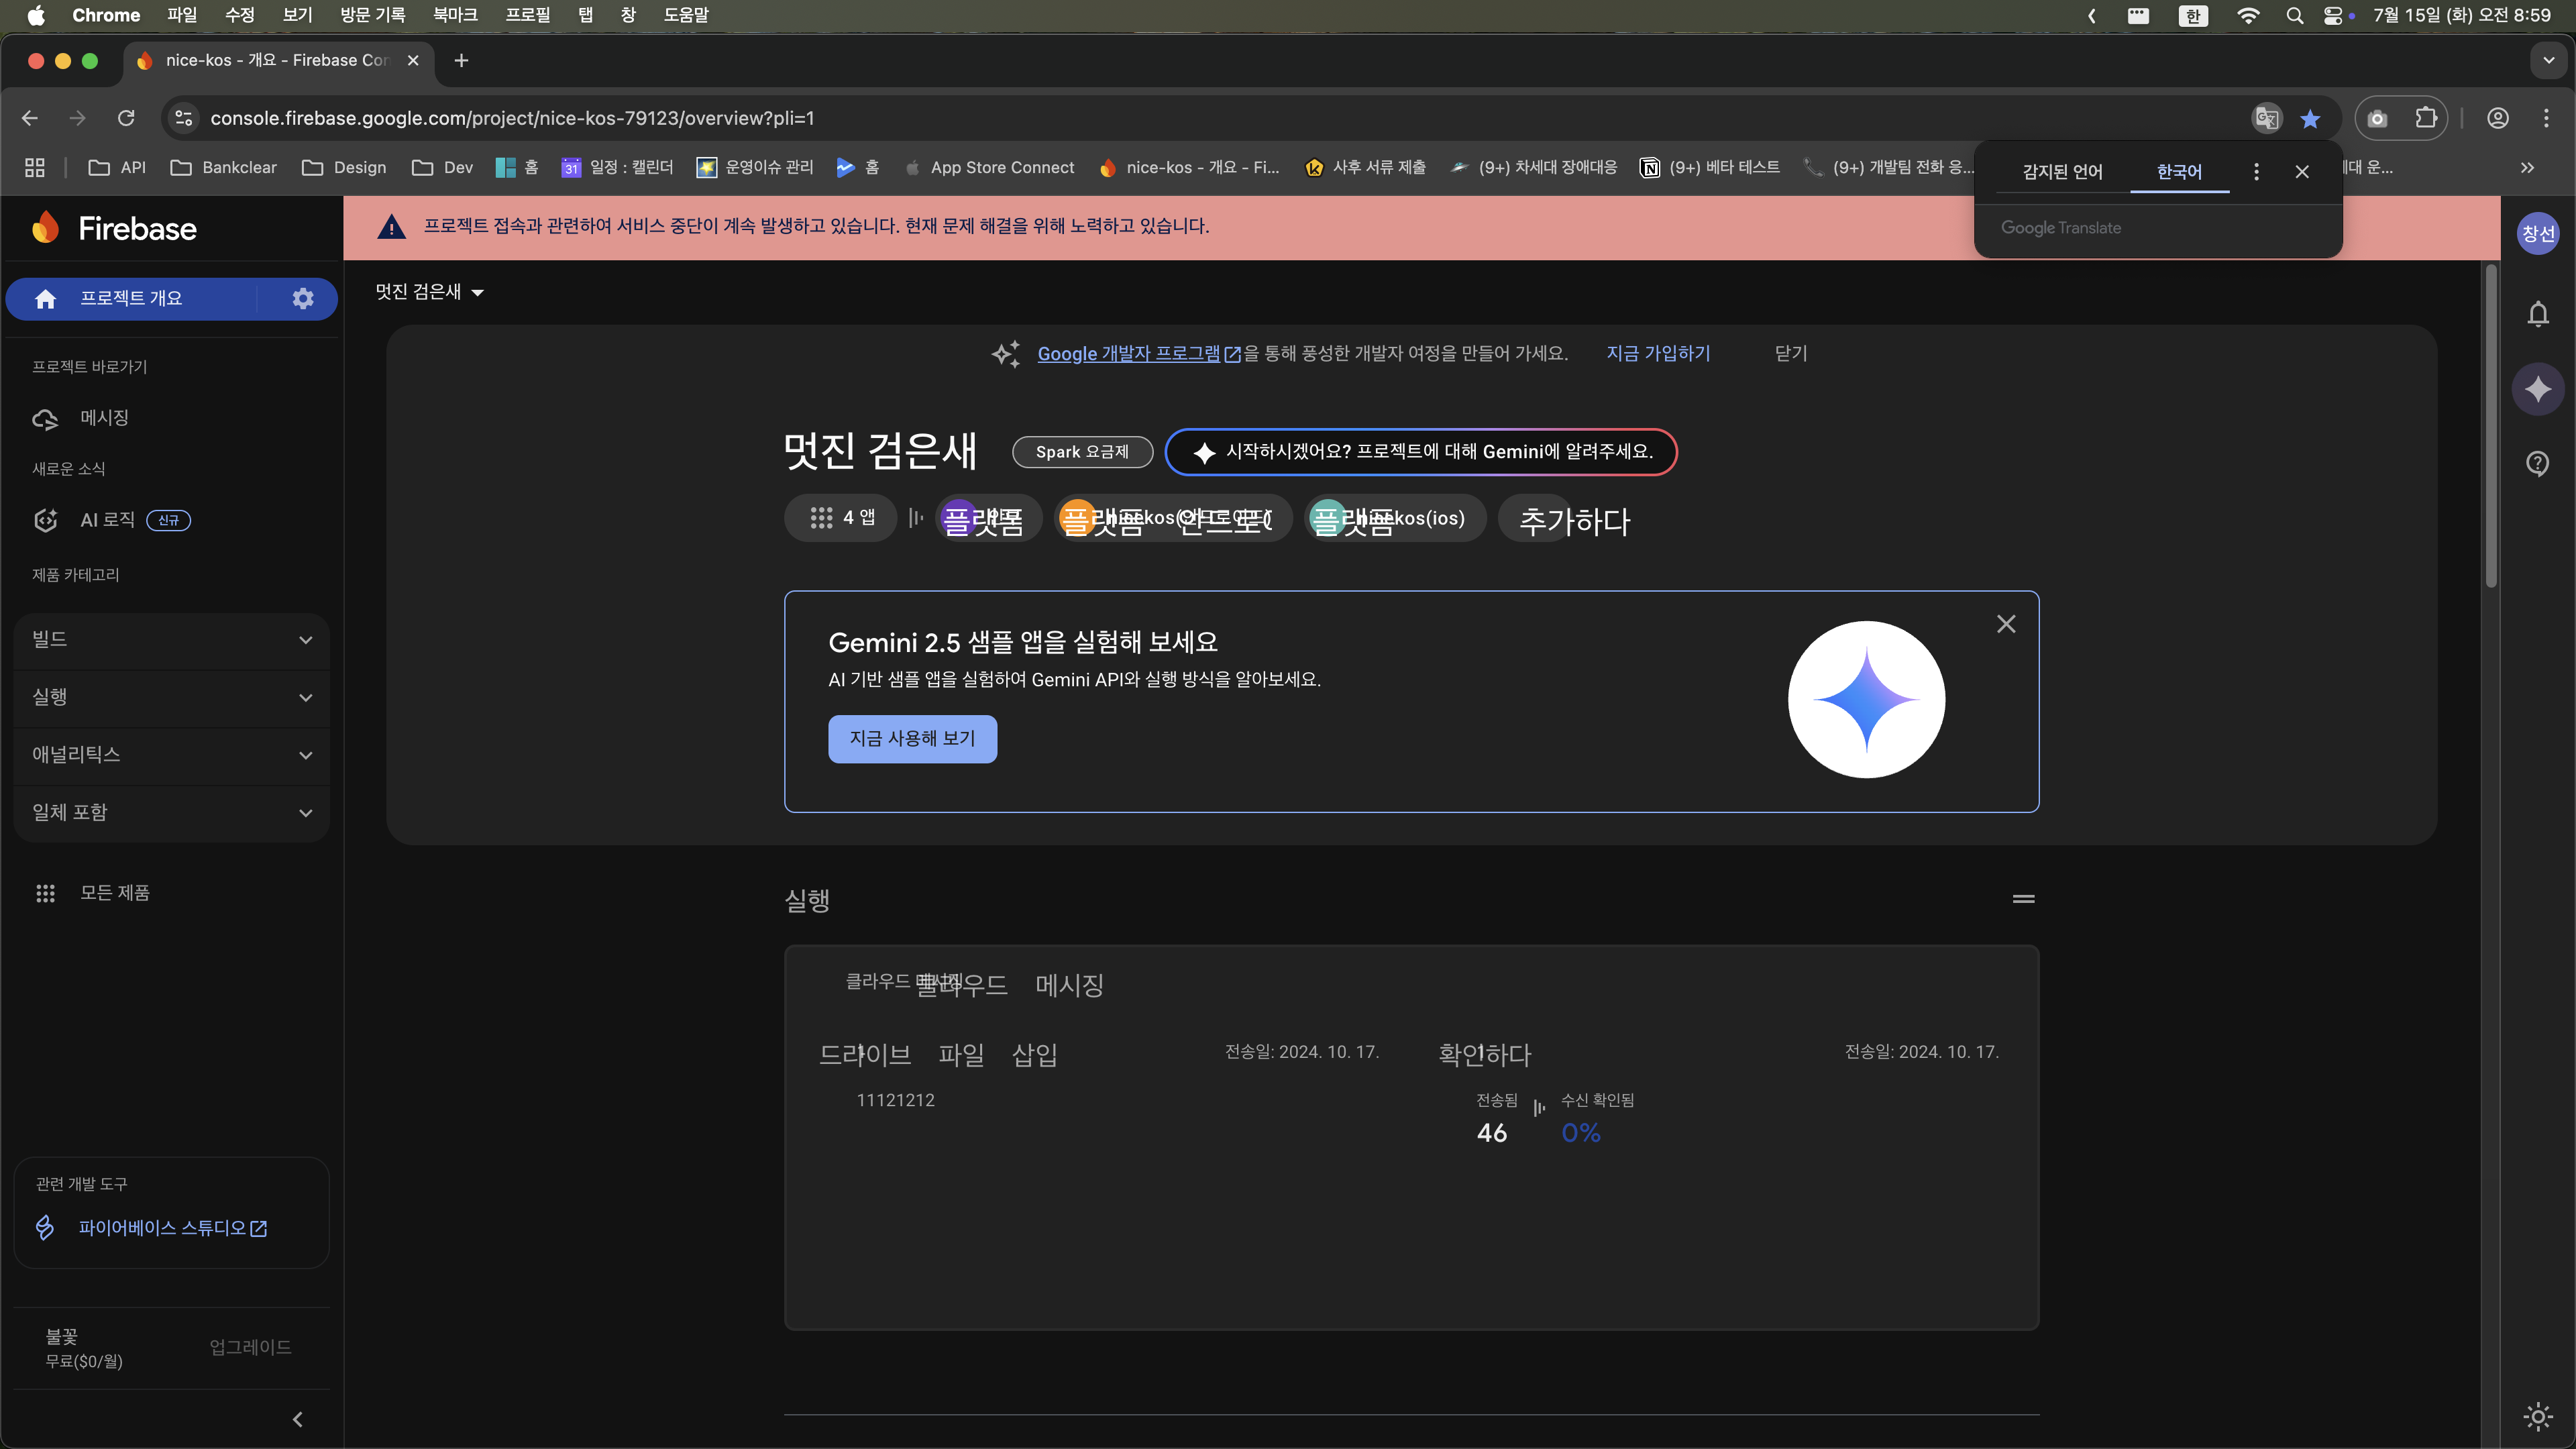 Chrome 파일 수정 보기 방문 기록 북마크 프로필 탭 창 도움말
한 7월 15일 (화) 오전 8:59
nice-kos - 개요 - Firebase Con
console.firebase.google.com/project/nice-kos-79123/overview?pli=1
API Bankclear Design Dev 홈 31 일정 : 캘린더 운영이슈 관리 홈 App Store Connect nice-kos - 개요 - Fi... 사후 서류 제출 (9+) 차세대 장애대응 (9+) 베타 테스트 (9+) 개발팀 전화 응... 대 운...
감지된 언어 한국어
Google Translate
Firebase
프로젝트 접속과 관련하여 서비스 중단이 계속 발생하고 있습니다. 현재 문제 해결을 위해 노력하고 있습니다.
창선
프로젝트 개요
멋진 검은새
프로젝트 바로가기
메시징
새로운 소식
AI 로직 신규
제품 카테고리
빌드
실행
애널리틱스
일체 포함
모든 제품
관련 개발 도구
파이어베이스 스튜디오
불꽃
무료($0/월)
업그레이드
Google 개발자 프로그램을 통해 풍성한 개발자 여정을 만들어 가세요. 지금 가입하기 닫기
멋진 검은새 Spark 요금제 시작하시겠어요? 프로젝트에 대해 Gemini에 알려주세요.
4 앱 플랫폼 플랫폼 플랫폼 kos(ios) 추가하다
Gemini 2.5 샘플 앱을 실험해 보세요
AI 기반 샘플 앱을 실험하여 Gemini API와 실행 방식을 알아보세요.
지금 사용해 보기
실행
클라우드 메시징 클라우드 메시징
드라이브 파일 삽입 전송일: 2024. 10. 17. 확인하다 전송일: 2024. 10. 17.
11121212 전송됨 수신 확인됨
46 0%